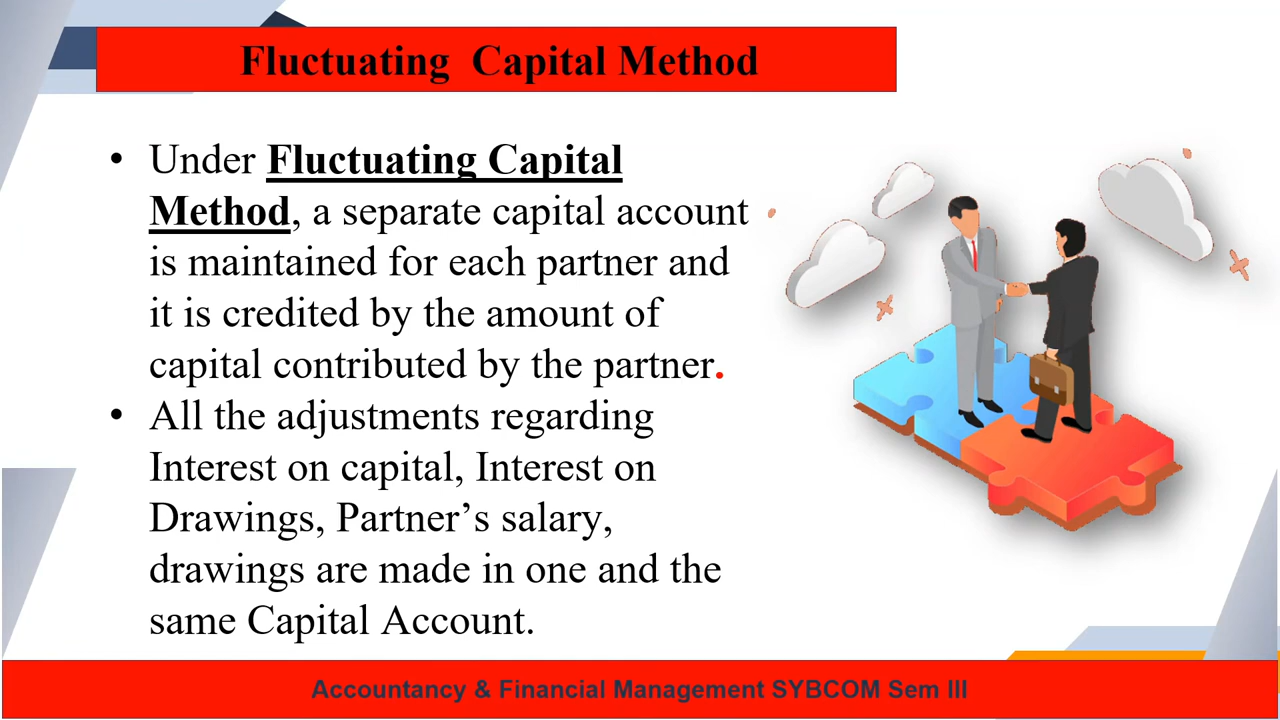 Fluctuating  Capital Method
• Under Fluctuating Capital
Method, a separate capital account
is maintained for each partner and
it is credited by the amount of
capital contributed by the partner.
• All the adjustments regarding
Interest on capital, Interest on
Drawings, Partner’s salary,
drawings are made in one and the
same Capital Account.
Accountancy & Financial Management SYBCOM Sem III